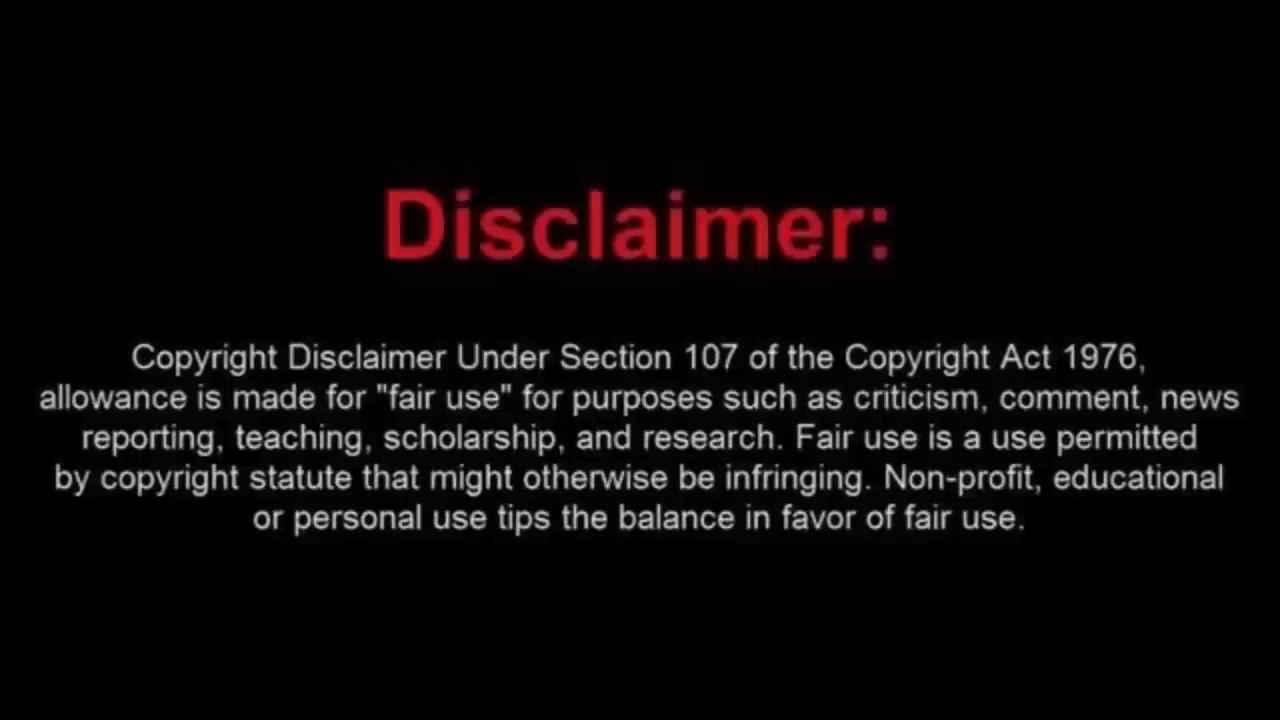 Disclaimer:
Copyright Disclaimer Under Section 107 of the Copyright Act 1976,
allowance is made for "fair use" for purposes such as criticism, comment, news
reporting, teaching, scholarship, and research. Fair use is a use permitted
by copyright statute that might otherwise be infringing. Non-profit, educational
or personal use tips the balance in favor of fair use.